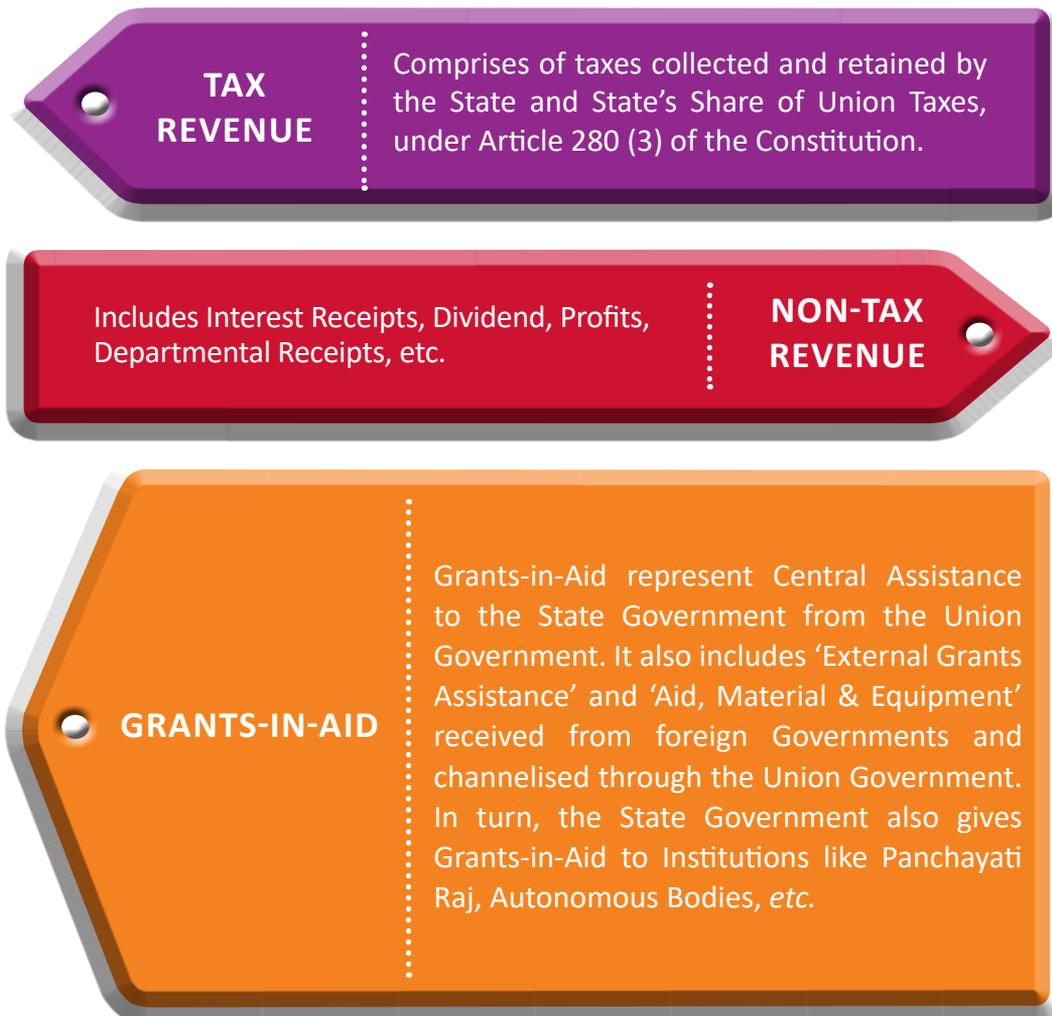 TAX
REVENUE
Comprises of taxes collected and retained by
the State and State’s Share of Union Taxes,
under Article 280 (3) of the Constitution.
Includes Interest Receipts, Dividend, Profits,
Departmental Receipts, etc.
NON-TAX
REVENUE
GRANTS-IN-AID
Grants-in-Aid represent Central Assistance
to the State Government from the Union
Government. It also includes ‘External Grants
Assistance’ and ‘Aid, Material & Equipment’
received from foreign Governments and
channelised through the Union Government.
In turn, the State Government also gives
Grants-in-Aid to Institutions like Panchayati
Raj, Autonomous Bodies, etc.